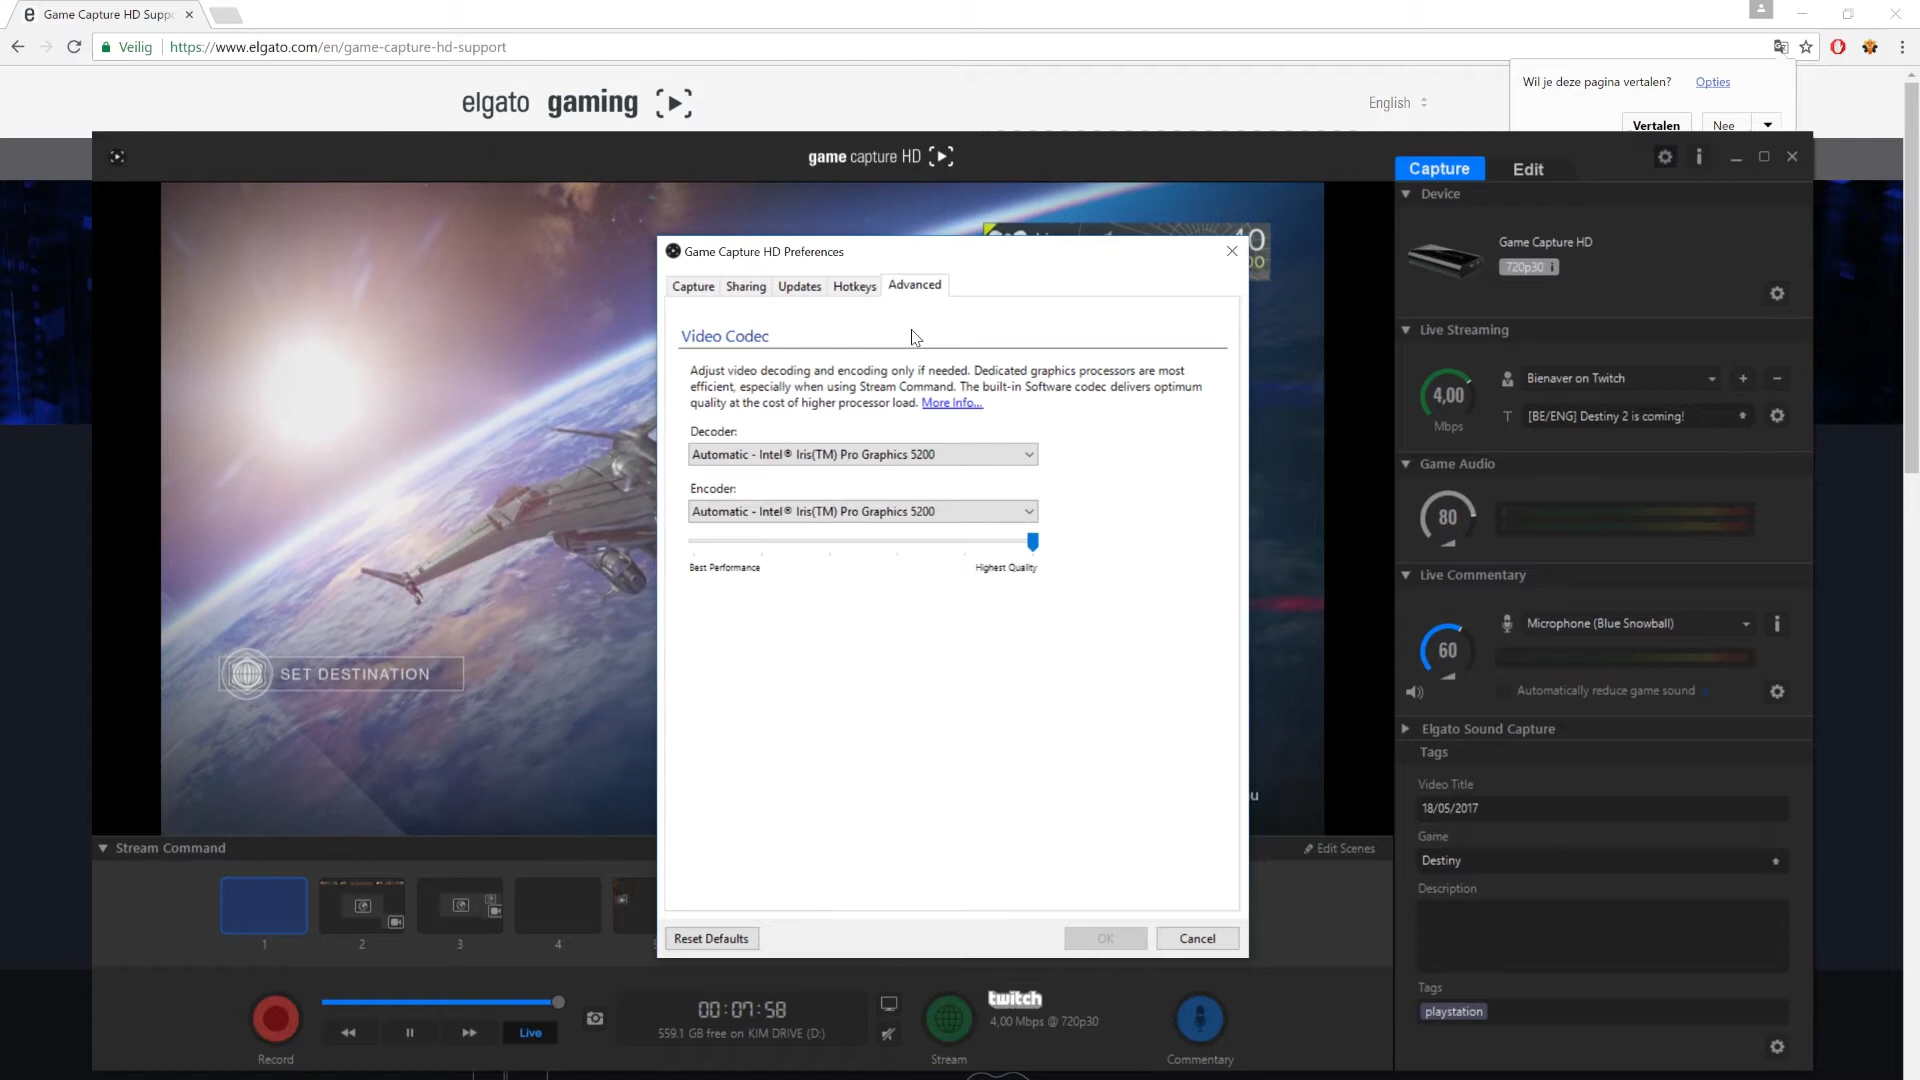 Game Capture HD Supp
Veilig
https://www.elgato.com/en/game-capture-hd-support
Wil je deze pagina vertalen?
Opties
Vertalen
Nee
elgato gaming
English
game capture HD
Capture
Edit
Device
Game Capture HD
720p30
Live Streaming
4,00
Mbps
Bienaver on Twitch
[BE/ENG] Destiny 2 is coming!
Game Audio
80
Live Commentary
60
Microphone (Blue Snowball)
Automatically reduce game sound
Elgato Sound Capture
Tags
Video Title
18/05/2017
Game
Destiny
Description
Tags
playstation
Game Capture HD Preferences
Capture
Sharing
Updates
Hotkeys
Advanced
Video Codec
Adjust video decoding and encoding only if needed. Dedicated graphics processors are most
efficient, especially when using Stream Command. The built-in Software codec delivers optimum
quality at the cost of higher processor load. More Info...
Decoder:
Automatic - Intel® Iris(TM) Pro Graphics 5200
Encoder:
Automatic - Intel® Iris(TM) Pro Graphics 5200
Best Performance
Highest Quality
Reset Defaults
OK
Cancel
SET DESTINATION
Stream Command
Edit Scenes
1
2
3
4
Record
Live
00:07:58
559.1 GB free on KIM DRIVE (D:)
Stream
twitch
4,00 Mbps @ 720p30
Commentary